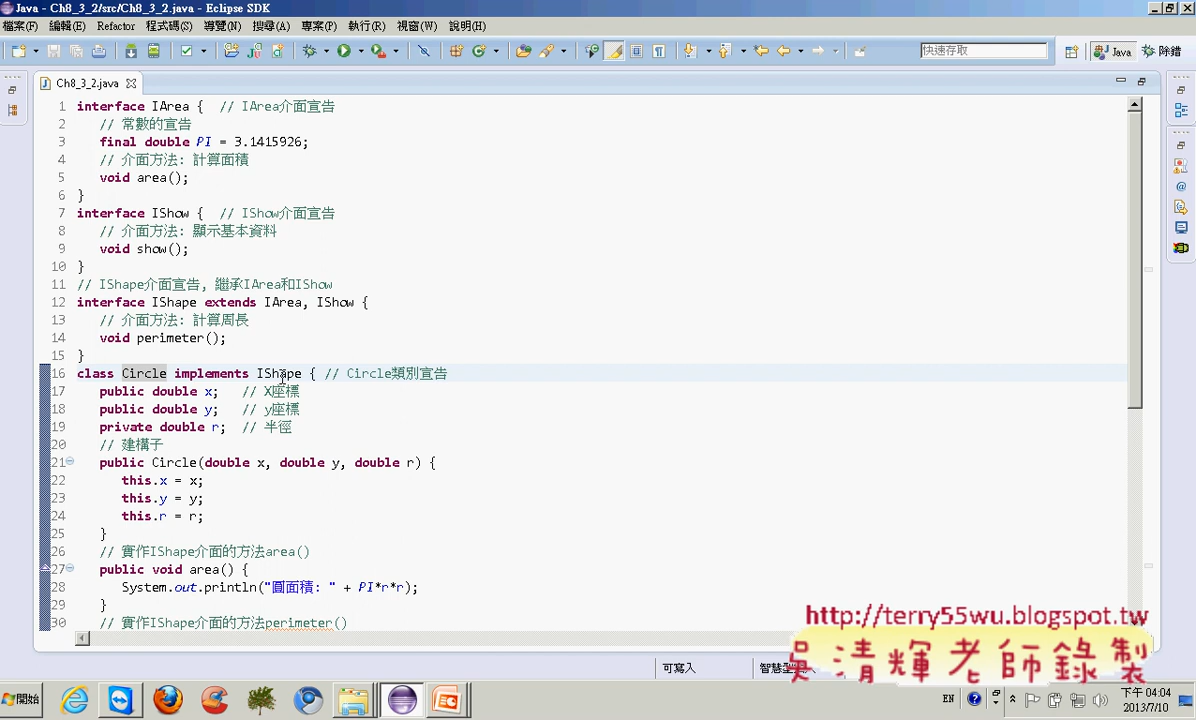 Java - Ch8_3_2/src/Ch8_3_2.java - Eclipse SDK
檔案(F) 編輯(E) Refactor 程式碼(S) 導覽(N) 搜尋(A) 專案(P) 執行(R) 視窗(W) 說明(H)
快速存取 Java 除錯
Ch8_3_2.java
1 interface IArea { // IArea介面宣告
2 // 常數的宣告
3 final double PI = 3.1415926;
4 // 介面方法: 計算面積
5 void area();
6 }
7 interface IShow { // IShow介面宣告
8 // 介面方法: 顯示基本資料
9 void show();
10 }
11 // IShape介面宣告, 繼承IArea和IShow
12 interface IShape extends IArea, IShow {
13 // 介面方法: 計算周長
14 void perimeter();
15 }
16 class Circle implements IShape { // Circle類別宣告
17 public double x; // X座標
18 public double y; // y座標
19 private double r; // 半徑
20 // 建構子
21 public Circle(double x, double y, double r) {
22 this.x = x;
23 this.y = y;
24 this.r = r;
25 }
26 // 實作IShape介面的方法area()
27 public void area() {
28 System.out.println("圓面積: " + PI*r*r);
29 }
30 // 實作IShape介面的方法perimeter()
http://terry55wu.blogspot.tw
吳清輝老師錄製
可寫入
開始
EN
下午 04:04
2013/7/10